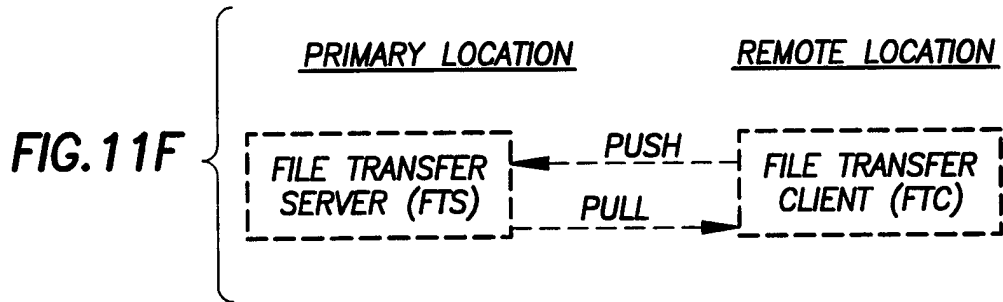 PRIMARY LOCATION
REMOTE LOCATION
FIG.11F
FILE TRANSFER
SERVER (FTS)
PUSH
PULL
FILE TRANSFER
CLIENT (FTC)